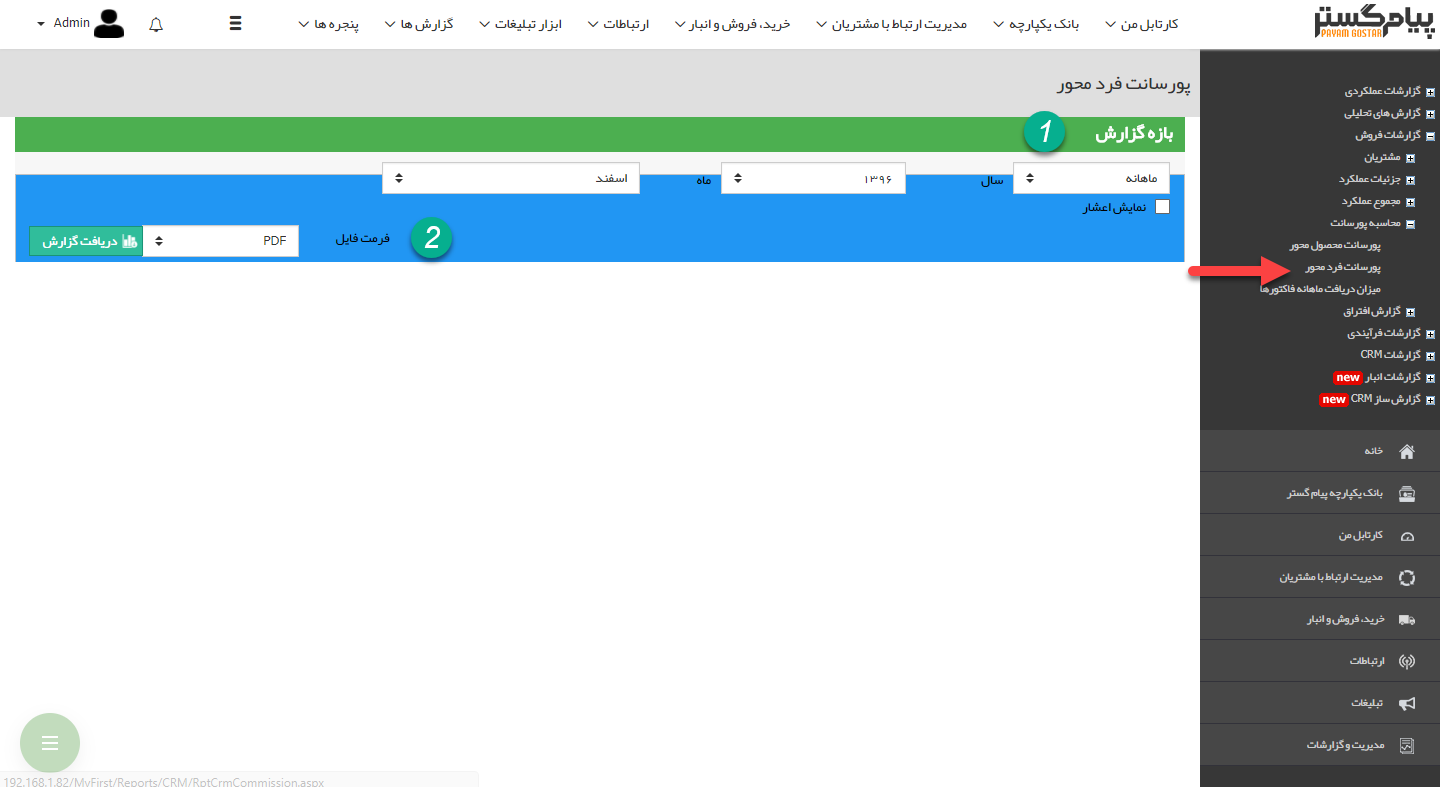 پیام گستر
PAYAM GOSTAR
کارتابل من
بانک یکپارچه
مدیریت ارتباط با مشتریان
خرید، فروش و انبار
ارتباطات
ابزار تبلیغات
گزارش ها
پنجره ها
Admin
پورسانت فرد محور
بازه گزارش
1
ماهانه
سال
۱۳۹۶
ماه
اسفند
نمایش اعشار
2
فرمت فایل
PDF
دریافت گزارش
گزارشات عملکردی
گزارش های تحلیلی
گزارشات فروش
مشتریان
جزئیات عملکرد
مجموع عملکرد
محاسبه پورسانت
پورسانت محصول محور
پورسانت فرد محور
میزان دریافت ماهانه فاکتورها
گزارش افتراق
گزارشات فرآیندی
گزارشات CRM
گزارشات انبار new
گزارش ساز CRM new
خانه
بانک یکپارچه پیام گستر
کارتابل من
مدیریت ارتباط با مشتریان
خرید، فروش و انبار
ارتباطات
تبلیغات
مدیریت و گزارشات
192.168.1.82/MyFirst/Reports/CRM/RptCrmCommission.aspx